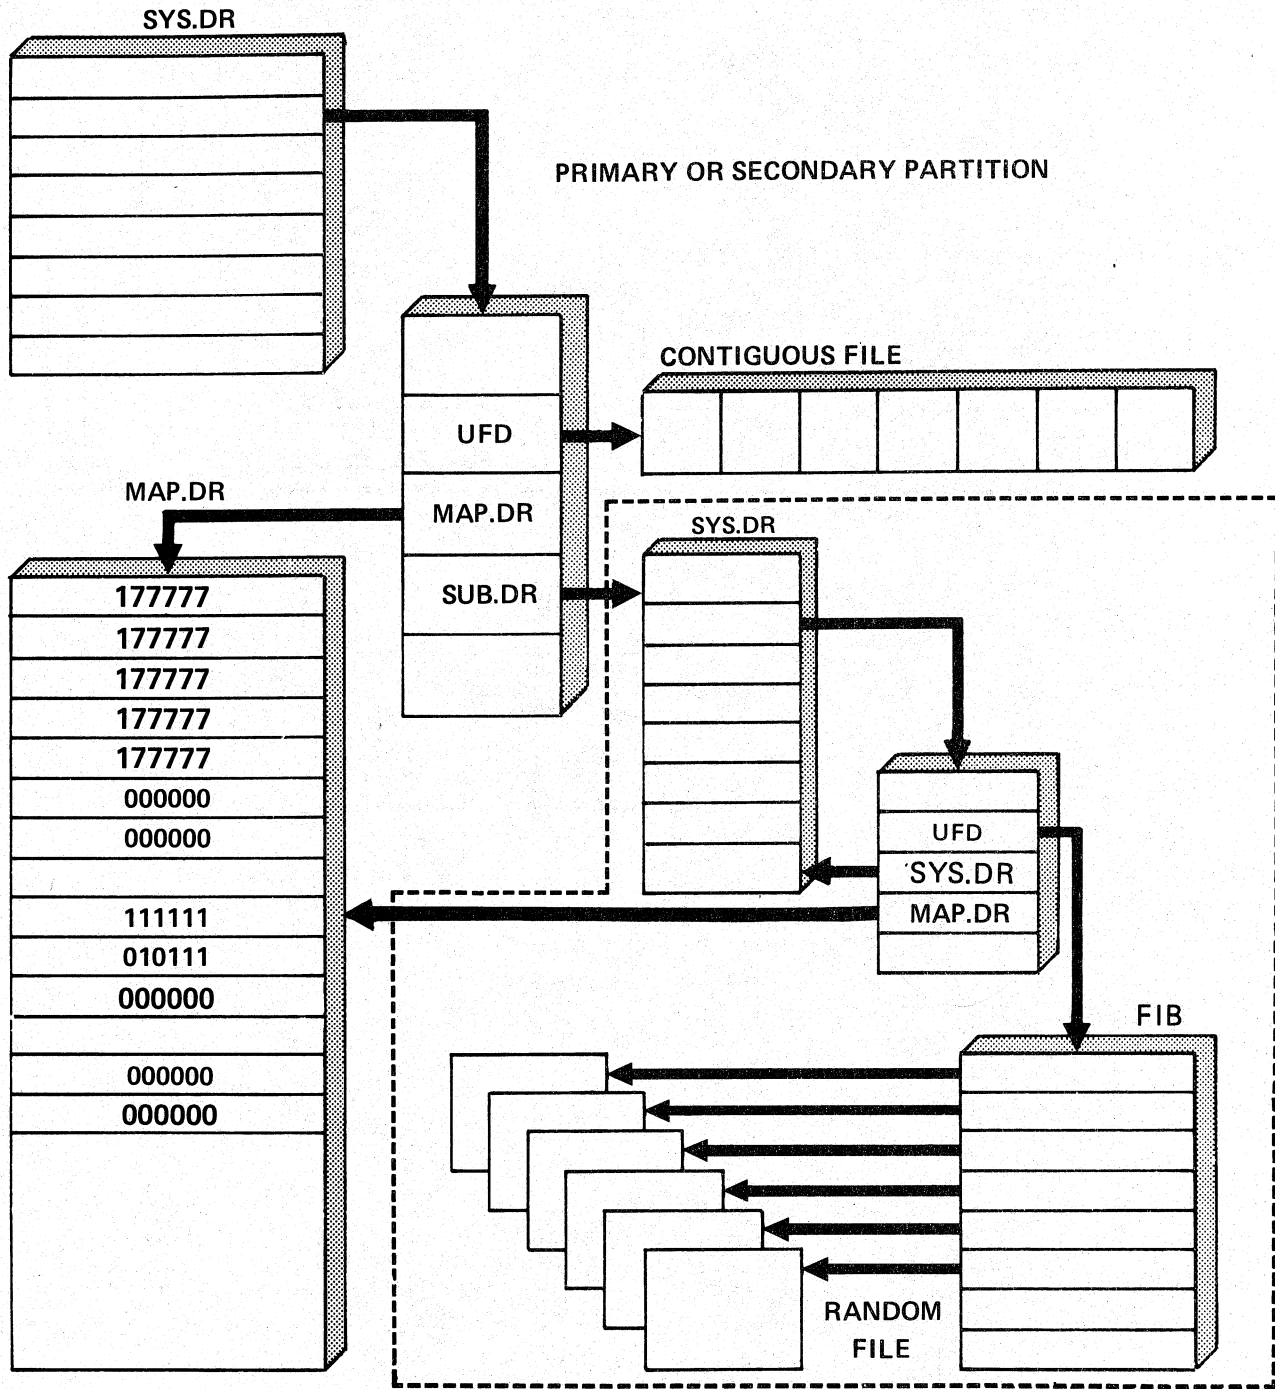 SYS.DR
PRIMARY OR SECONDARY PARTITION
CONTIGUOUS FILE
UFD
MAP.DR
SUB.DR
MAP.DR
177777
177777
177777
177777
177777
000000
000000
111111
010111
000000
000000
000000
SYS.DR
UFD
SYS.DR
MAP.DR
FIB
RANDOM
FILE